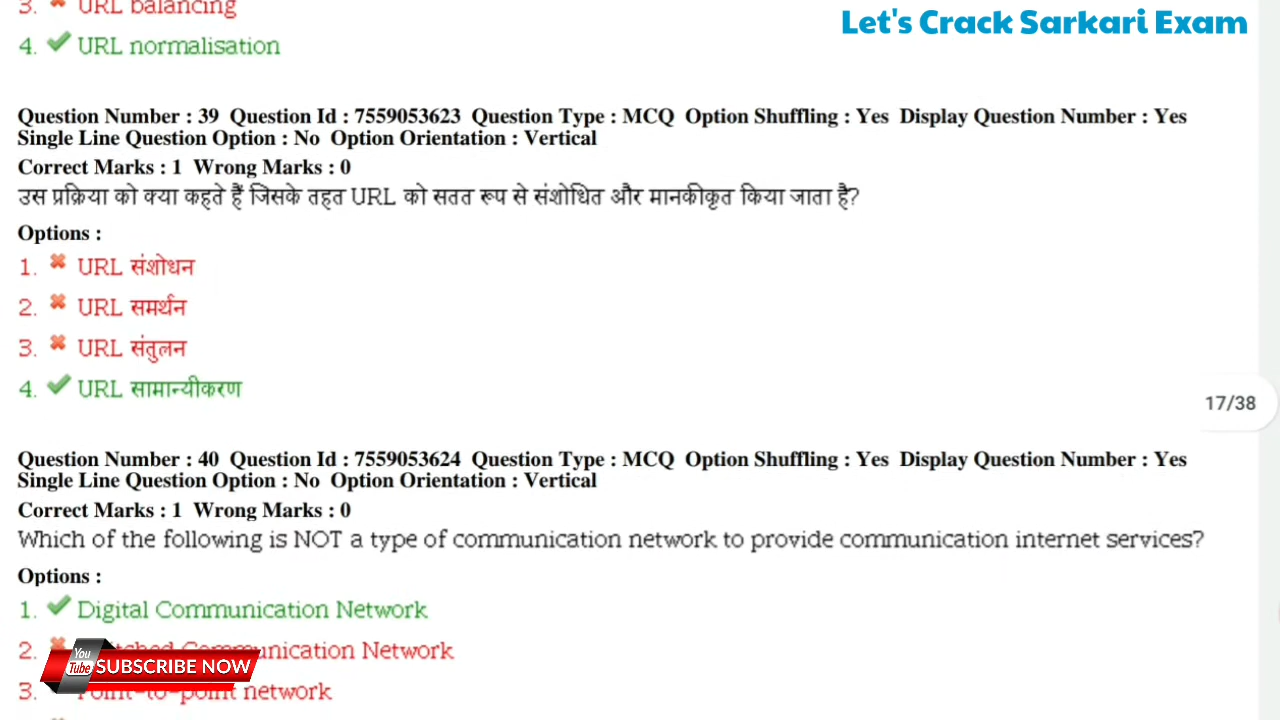 3. URL balancing
Let's Crack Sarkari Exam
4. URL normalisation
Question Number : 39 Question Id : 7559053623 Question Type : MCQ Option Shuffling : Yes Display Question Number : Yes
Single Line Question Option : No Option Orientation : Vertical
Correct Marks : 1 Wrong Marks : 0
उस प्रक्रिया को क्या कहते हैं जिसके तहत URL को सतत रूप से संशोधित और मानकीकृत किया जाता है?
Options :
1. URL संशोधन
2. URL समर्थन
3. URL संतुलन
4. URL सामान्यीकरण
17/38
Question Number : 40 Question Id : 7559053624 Question Type : MCQ Option Shuffling : Yes Display Question Number : Yes
Single Line Question Option : No Option Orientation : Vertical
Correct Marks : 1 Wrong Marks : 0
Which of the following is NOT a type of communication network to provide communication internet services?
Options :
1. Digital Communication Network
2. Communication Network
You Tube SUBSCRIBE NOW
3. Point-to-point network